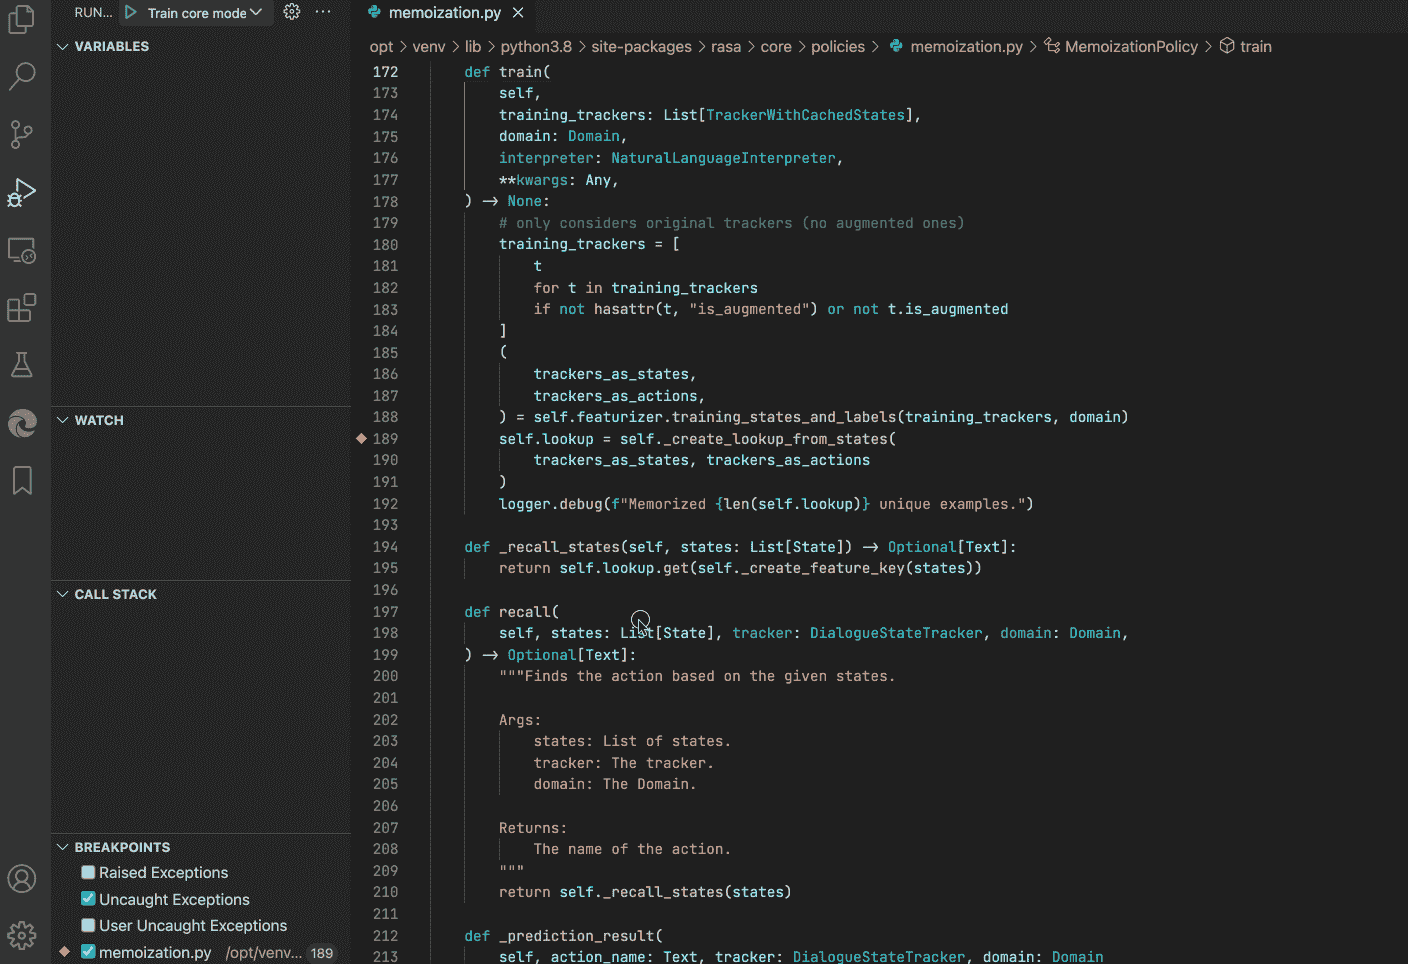 RUN... Train core mode ···
VARIABLES
WATCH
CALL STACK
BREAKPOINTS
Raised Exceptions
Uncaught Exceptions
User Uncaught Exceptions
memoization.py /opt/venv... 189
memoization.py ×
opt > venv > lib > python3.8 > site-packages > rasa > core > policies > memoization.py > MemoizationPolicy > train
172 def train(
173 self,
174 training_trackers: List[TrackerWithCachedStates],
175 domain: Domain,
176 interpreter: NaturalLanguageInterpreter,
177 **kwargs: Any,
178 ) → None:
179 # only considers original trackers (no augmented ones)
180 training_trackers = [
181 t
182 for t in training_trackers
183 if not hasattr(t, "is_augmented") or not t.is_augmented
184 ]
185 (
186 trackers_as_states,
187 trackers_as_actions,
188 ) = self.featurizer.training_states_and_labels(training_trackers, domain)
189 self.lookup = self._create_lookup_from_states(
190 trackers_as_states, trackers_as_actions
191 )
192 logger.debug(f"Memorized {len(self.lookup)} unique examples.")
193
194 def _recall_states(self, states: List[State]) → Optional[Text]:
195 return self.lookup.get(self._create_feature_key(states))
196
197 def recall(
198 self, states: List[State], tracker: DialogueStateTracker, domain: Domain,
199 ) → Optional[Text]:
200 """Finds the action based on the given states.
201
202 Args:
203 states: List of states.
204 tracker: The tracker.
205 domain: The Domain.
206
207 Returns:
208 The name of the action.
209 """
210 return self._recall_states(states)
211
212 def _prediction_result(
213 self, action_name: Text, tracker: DialogueStateTracker, domain: Domain